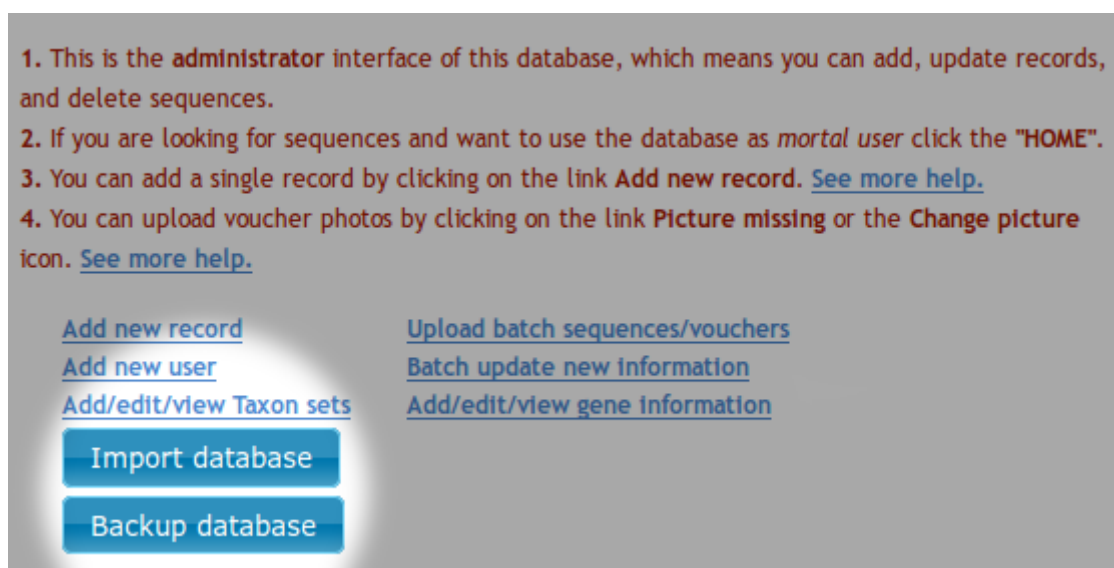 1. This is the administrator interface of this database, which means you can add, update records,
and delete sequences.
2. If you are looking for sequences and want to use the database as mortal user click the "HOME".
3. You can add a single record by clicking on the link Add new record. See more help.
4. You can upload voucher photos by clicking on the link Picture missing or the Change picture
icon. See more help.
Add new record Upload batch sequences/vouchers
Add new user Batch update new information
Add/edit/view Taxon sets Add/edit/view gene information
Import database
Backup database